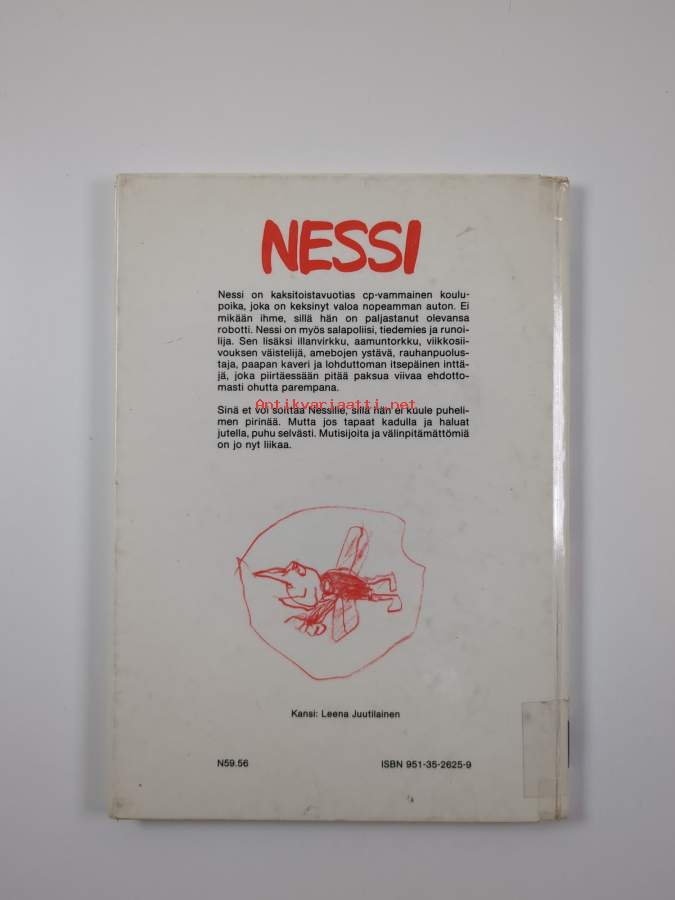 NESSI
Nessi on kaksitoistavuotias cp-vammainen koulu-
poika, joka on keksinyt valoa nopeamman auton. Ei
mikään ihme, sillä hän on paljastanut olevansa
robotti. Nessi on myös salapoliisi, tiedemies ja runoi-
lija. Sen lisäksi illanvirkku, aamuntorkku, viikkosii-
vouksen väistelijä, amebojen ystävä, rauhanpuolus-
taja, paapan kaveri ja lohduttoman itsepäinen inttä-
jä, joka piirtäessään pitää paksua viivaa ehdotto-
masti ohutta parempana.
Antikvariaatti.net
Sinä et voi soittaa Nessille, sillä hän ei kuule puheli-
men pirinää. Mutta jos tapaat kadulla ja haluat
jutella, puhu selvästi. Mutisijoita ja välinpitämättömiä
on jo nyt liikaa.
Kansi: Leena Juutilainen
N59.56 ISBN 951-35-2625-9